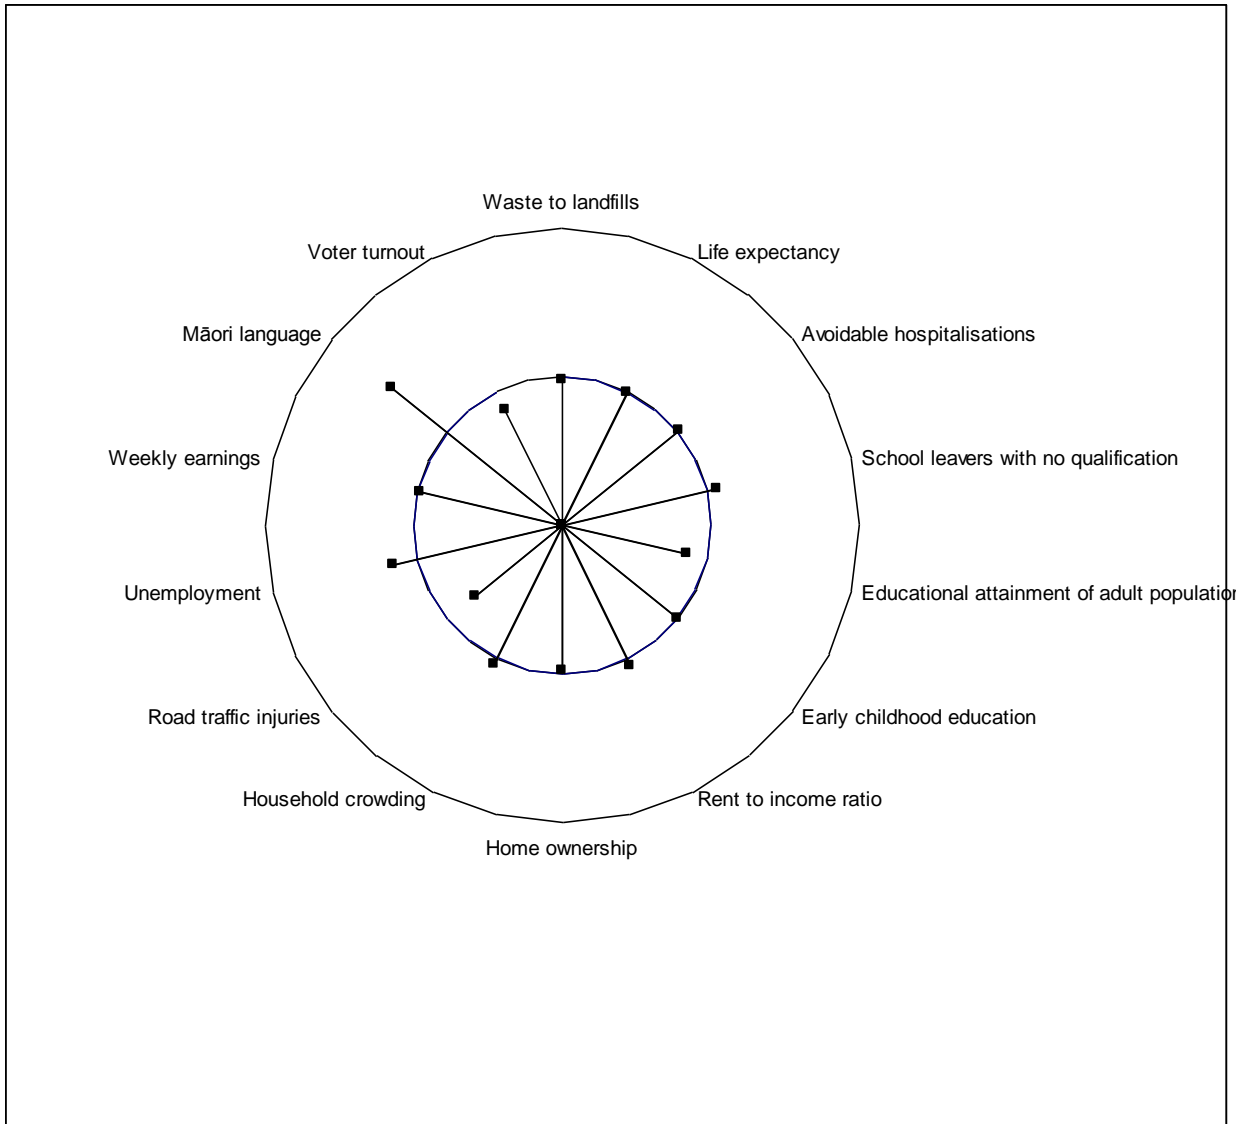 Waste to landfills
Voter turnout
Life expectancy
Māori language
Avoidable hospitalisations
Weekly earnings
School leavers with no qualification
Unemployment
Educational attainment of adult population
Road traffic injuries
Early childhood education
Household crowding
Rent to income ratio
Home ownership